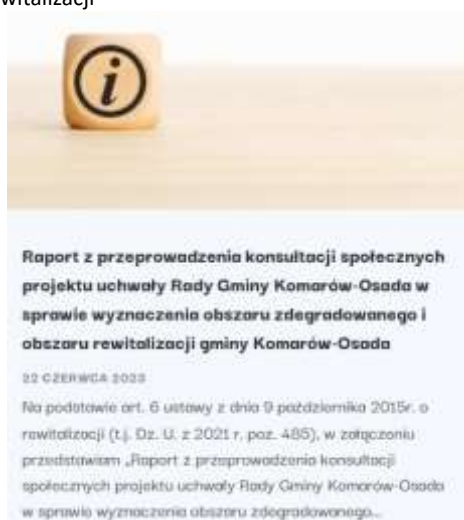 witalizacji
i
Raport z przeprowadzenia konsultacji społecznych
projektu uchwały Rady Gminy Komarów-Osada w
sprawie wyznaczenia obszaru zdegradowanego i
obszaru rewitalizacji gminy Komarów-Osada
22 CZERWCA 2023
Na podstawie art. 6 ustawy z dnia 9 października 2015r. o
rewitalizacji (t.j. Dz. U. z 2021 r. poz. 485), w załączeniu
przedstawiam „Raport z przeprowadzenia konsultacji
społecznych projektu uchwały Rady Gminy Komarów-Osada
w sprawie wyznaczenia obszaru zdegradowanego...